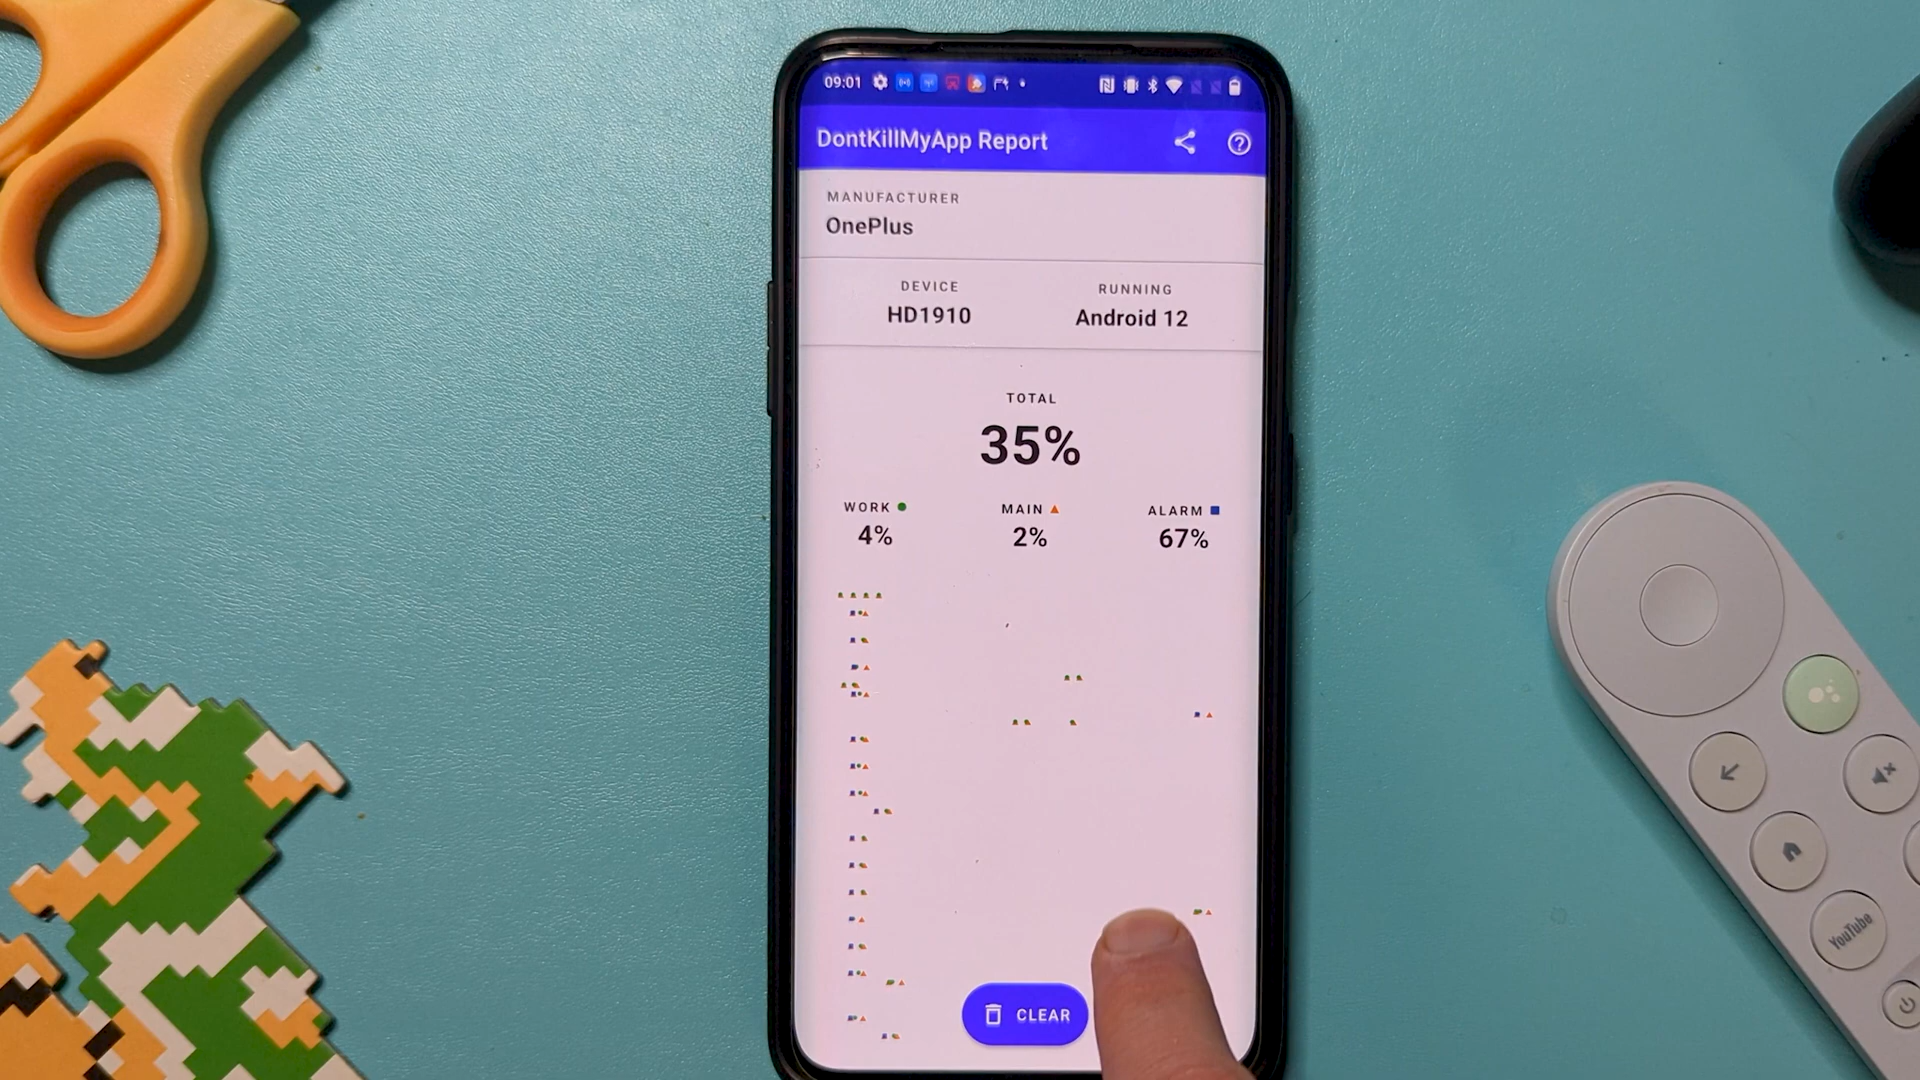 09:01
DontKillMyApp Report
MANUFACTURER
OnePlus
DEVICE
RUNNING
HD1910
Android 12
TOTAL
35%
WORK
MAIN
ALARM
4%
2%
67%
CLEAR
YouTube